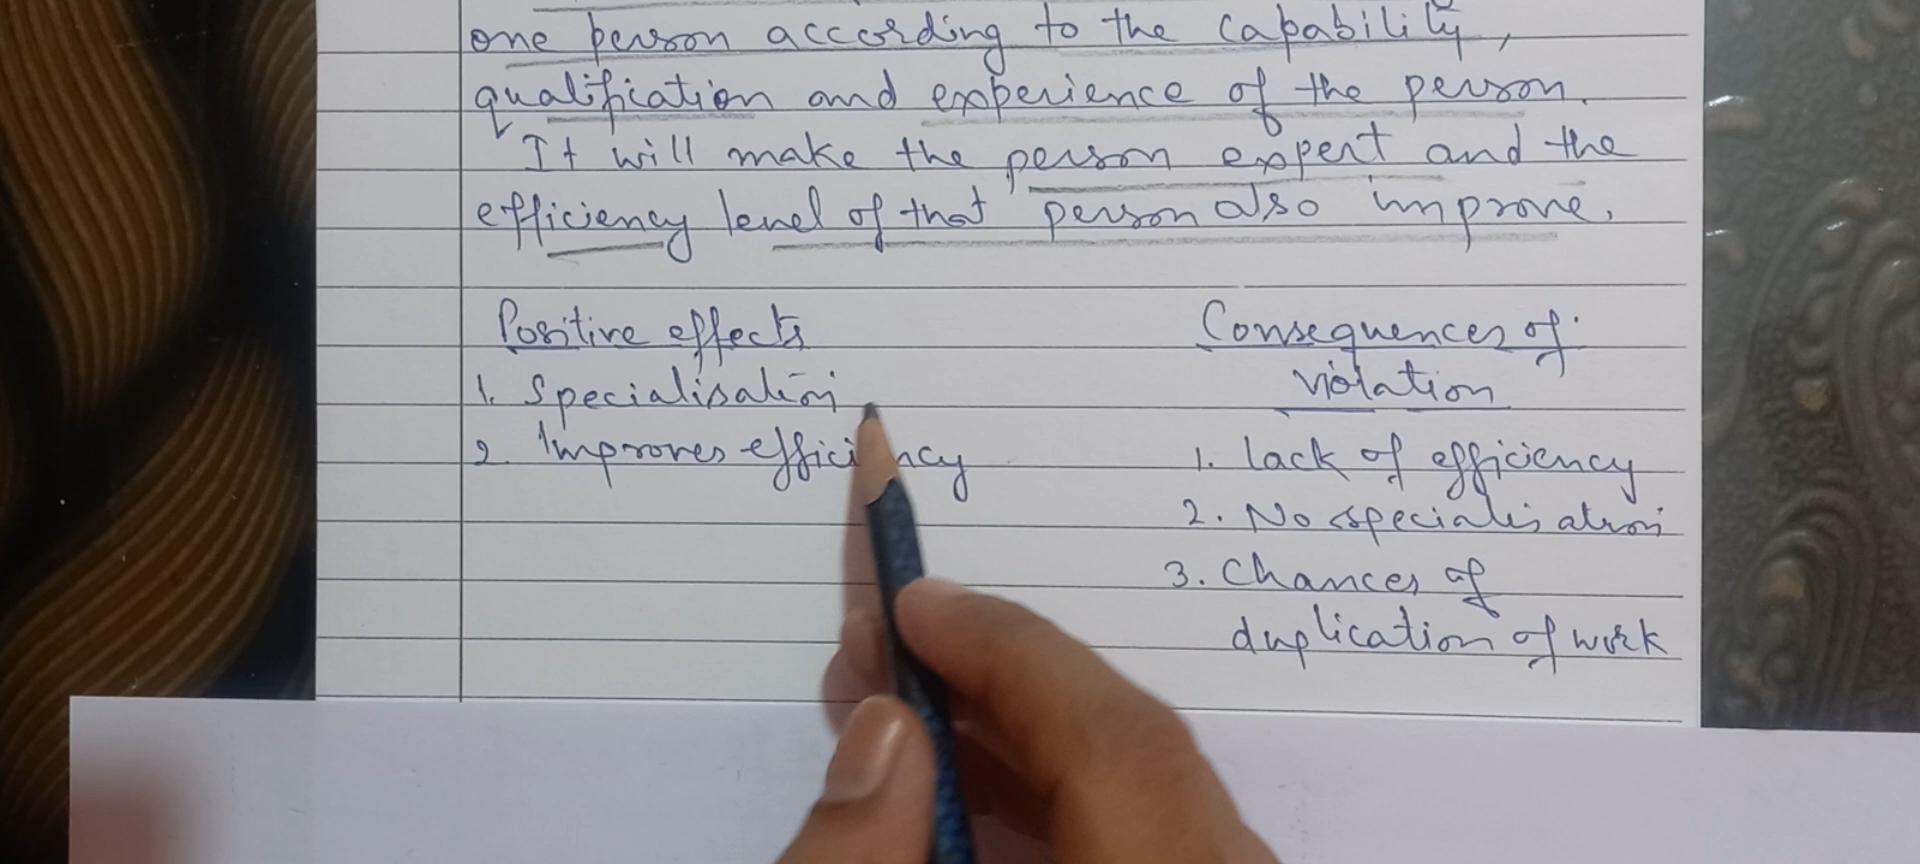 one person according to the capability,
qualification and experience of the person.
It will make the person expert and the
efficiency level of that person also improve.
Positive effects
1. Specialisation
2. Improves efficiency
Consequences of
violation
1. lack of efficiency
2. No specialisation
3. Chances of
duplication of work